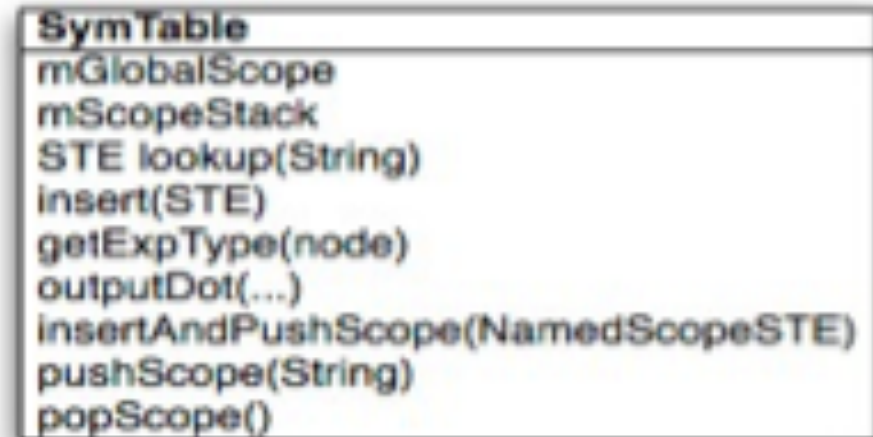 SymTable
mGlobalScope
mScopeStack
STE lookup(String)
insert(STE)
getExpType(node)
outputDot(...)
insertAndPushScope(NamedScopeSTE)
pushScope(String)
popScope()